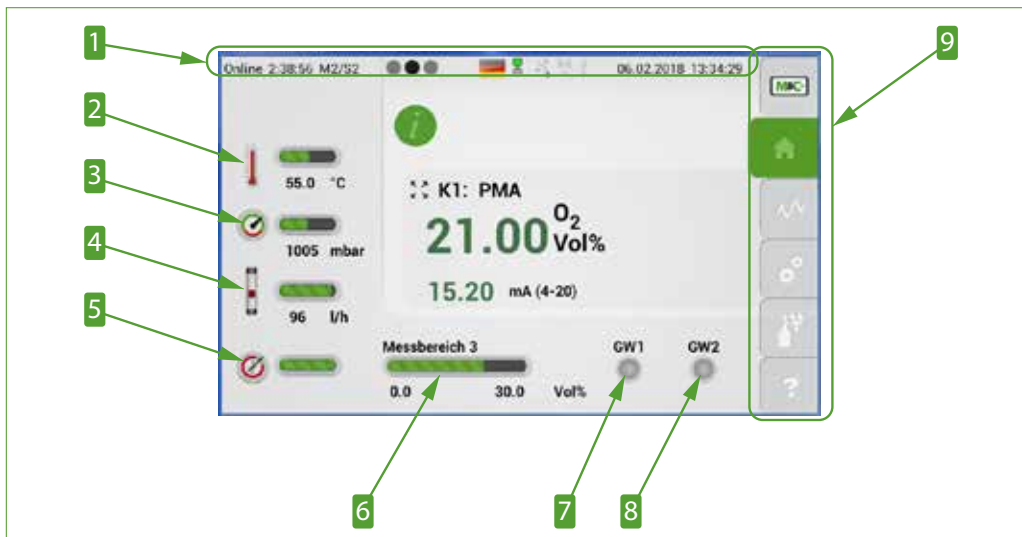 1
9
Online 2:38:56 M2/S2 06.02.2018 13:34:29
M&C
2
55.0 °C
3
1005 mbar
4
96 l/h
5
i
K1: PMA
21.00 O₂ Vol%
15.20 mA (4-20)
Messbereich 3 GW1 GW2
0.0 30.0 Vol%
?
6
7
8